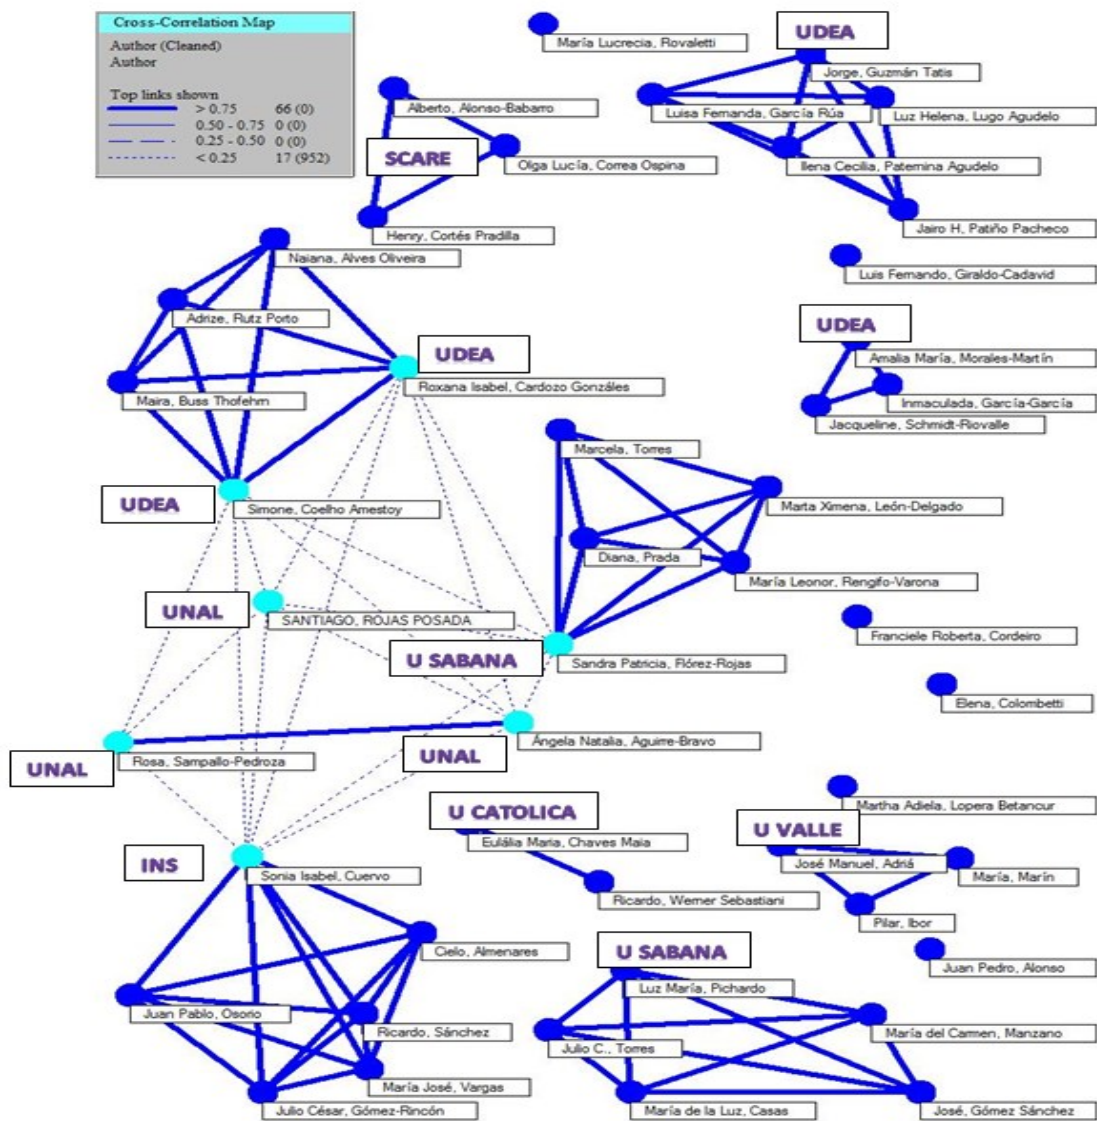 Cross-Correlation Map
Author (Cleaned)
Author
Top links shown
> 0.75 66 (0)
0.50 - 0.75 0 (0)
0.25 - 0.50 0 (0)
< 0.25 17 (952)
María Lucrecia, Rovaletti
UDEA
Jorge, Guzmán Tatis
Luisa Fernanda, García Rúa
Luz Helena, Lugo Agudelo
Ilena Cecilia, Paternina Agudelo
Jairo H, Patiño Pacheco
Alberto, Alonso-Babarro
SCARE
Olga Lucía, Correa Ospina
Henry, Cortés Pradilla
Luis Fernando, Giraldo-Cadavid
Naiana, Alves Oliveira
Adrize, Rutz Porto
Maira, Buss Thofehrn
UDEA
Roxana Isabel, Cardozo Gonzáles
UDEA
Simone, Coelho Amestoy
UDEA
Amalia María, Morales-Martín
Inmaculada, García-García
Jacqueline, Schmidt-Riovalle
Marcela, Torres
Marta Ximena, León-Delgado
Diana, Prada
María Leonor, Rengifo-Varona
UNAL
SANTIAGO, ROJAS POSADA
U SABANA
Sandra Patricia, Flórez-Rojas
Franciele Roberta, Cordeiro
Elena, Colombetti
UNAL
Rosa, Sampallo-Pedroza
UNAL
Ángela Natalia, Aguirre-Bravo
Martha Adiela, Lopera Betancur
U CATOLICA
Eulália Maria, Chaves Maia
Ricardo, Werner Sebastiani
U VALLE
José Manuel, Adriá
María, Marín
Pilar, Ibor
Juan Pedro, Alonso
INS
Sonia Isabel, Cuervo
Cielo, Almenares
Juan Pablo, Osorio
Ricardo, Sánchez
María José, Vargas
Julio César, Gómez-Rincón
U SABANA
Luz María, Pichardo
María del Carmen, Manzano
Julio C., Torres
María de la Luz, Casas
José, Gómez Sánchez